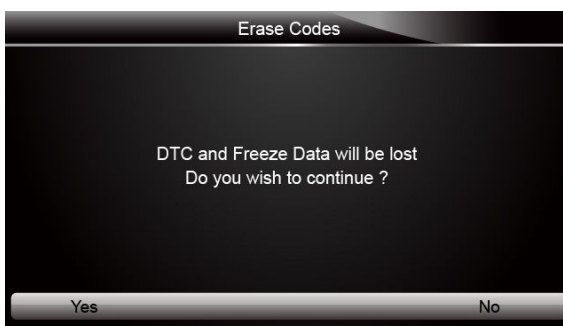 Erase Codes
DTC and Freeze Data will be lost
Do you wish to continue ?
Yes No